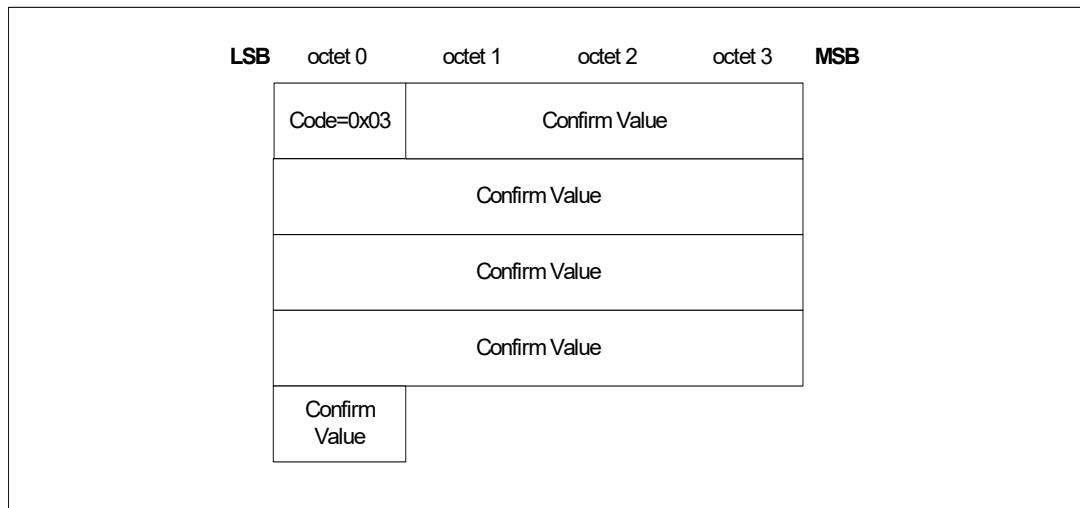 LSB octet 0 octet 1 octet 2 octet 3 MSB
Code=0x03 Confirm Value
Confirm Value
Confirm Value
Confirm Value
Confirm
Value